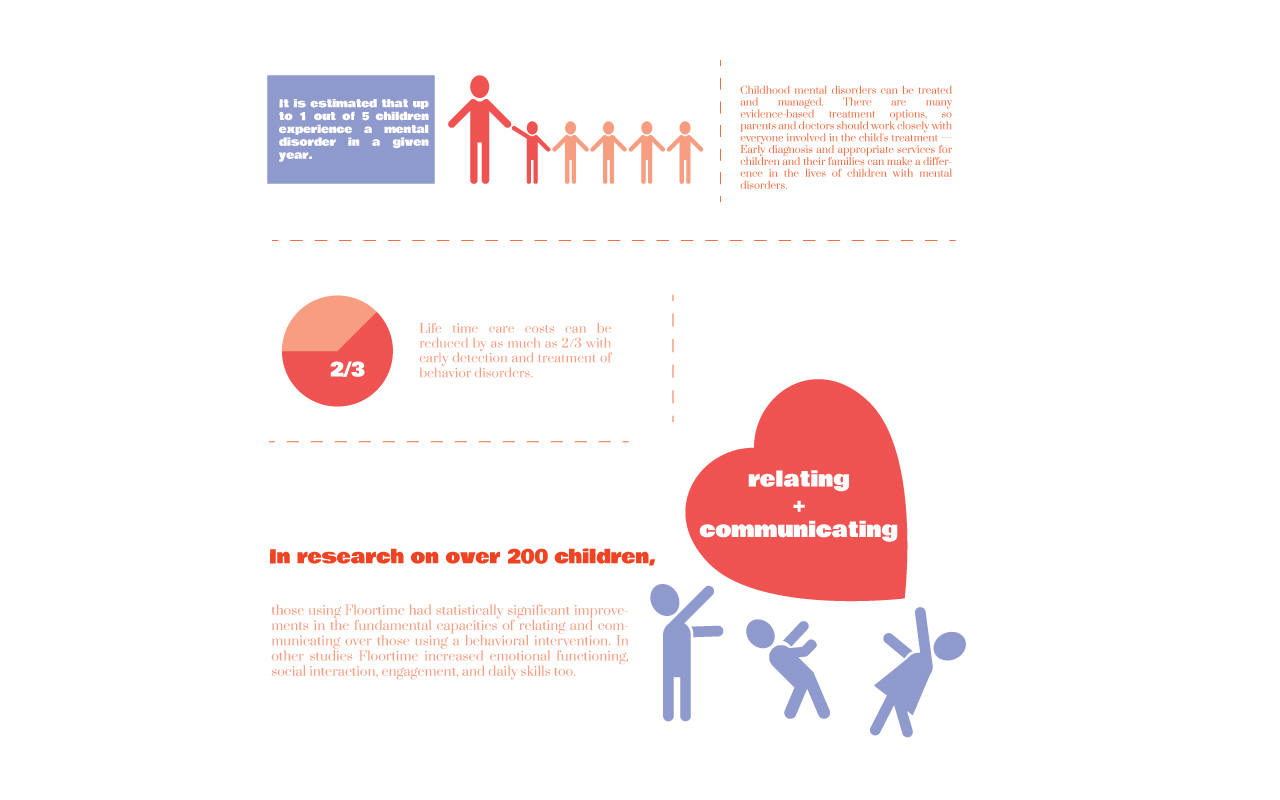 It is estimated that up
to 1 out of 5 children
experience a mental
disorder in a given
year.
Childhood mental disorders can be treated
and managed. There are many
evidence-based treatment options, so
parents and doctors should work closely with
everyone involved in the child's treatment —
Early diagnosis and appropriate services for
children and their families can make a differ-
ence in the lives of children with mental
disorders.
2/3
Life time care costs can be
reduced by as much as 2/3 with
early detection and treatment of
behavior disorders.
relating
+
communicating
In research on over 200 children,
those using Floortime had statistically significant improve-
ments in the fundamental capacities of relating and com-
municating over those using a behavioral intervention. In
other studies Floortime increased emotional functioning,
social interaction, engagement, and daily skills too.